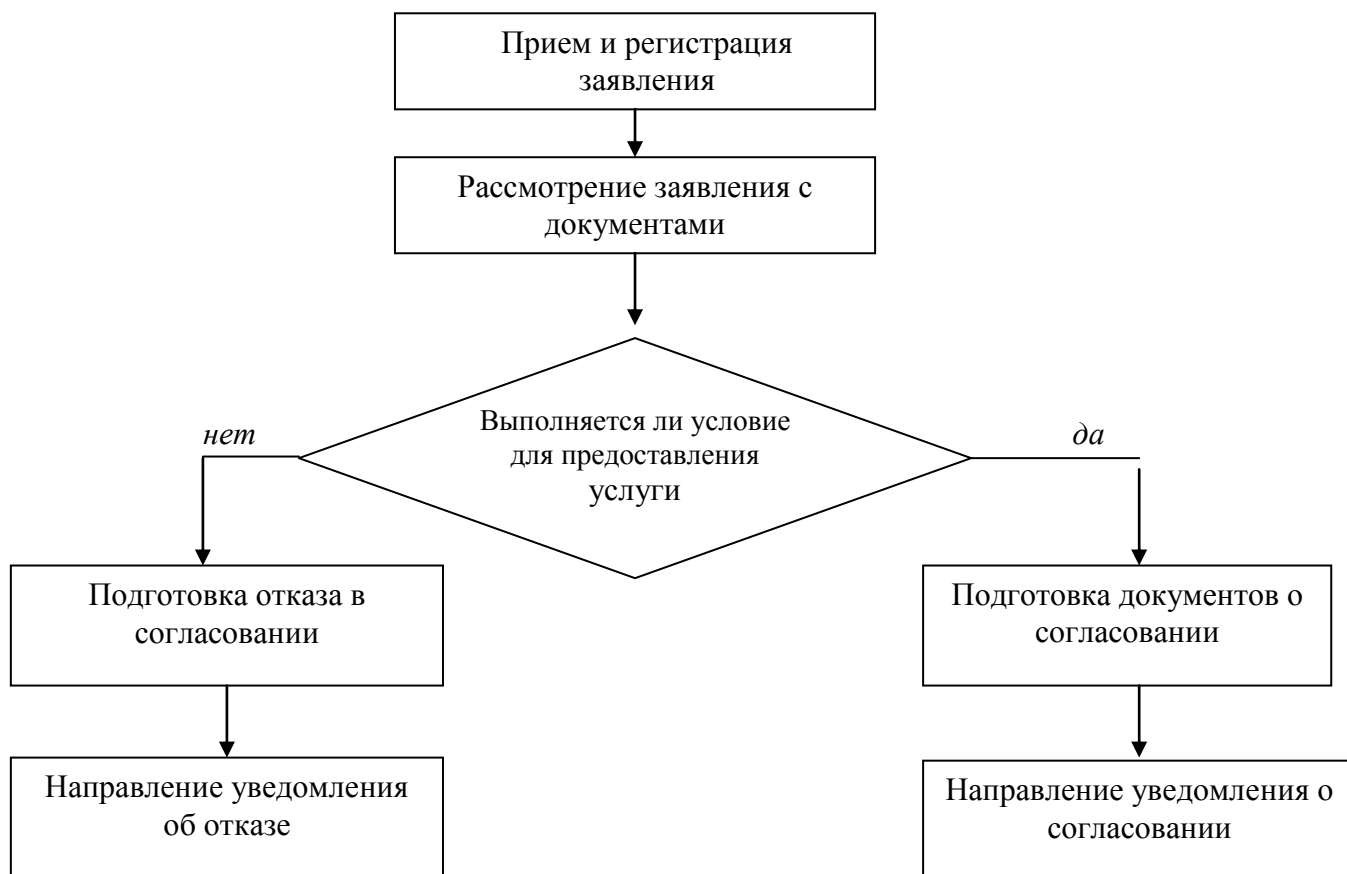 Прием и регистрация
заявления
Рассмотрение заявления с
документами
Выполняется ли условие
для предоставления
услуги
нет
да
Подготовка отказа в
согласовании
Подготовка документов о
согласовании
Направление уведомления
об отказе
Направление уведомления о
согласовании